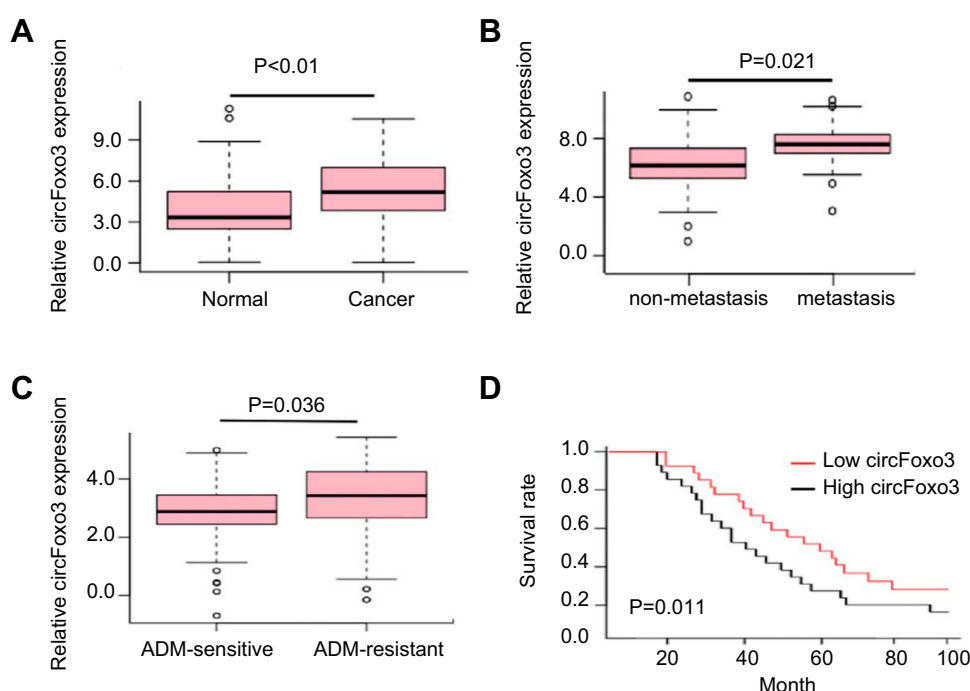 A
P<0.01
Relative circFoxo3 expression
9.0
6.0
3.0
0.0
Normal Cancer
B
P=0.021
Relative circFoxo3 expression
8.0
4.0
0.0
non-metastasis metastasis
C
P=0.036
Relative circFoxo3 expression
4.0
2.0
0.0
ADM-sensitive ADM-resistant
D
Low circFoxo3
High circFoxo3
Survival rate
1.0
0.8
0.6
0.4
0.2
0.0
P=0.011
20 40 60 80 100
Month